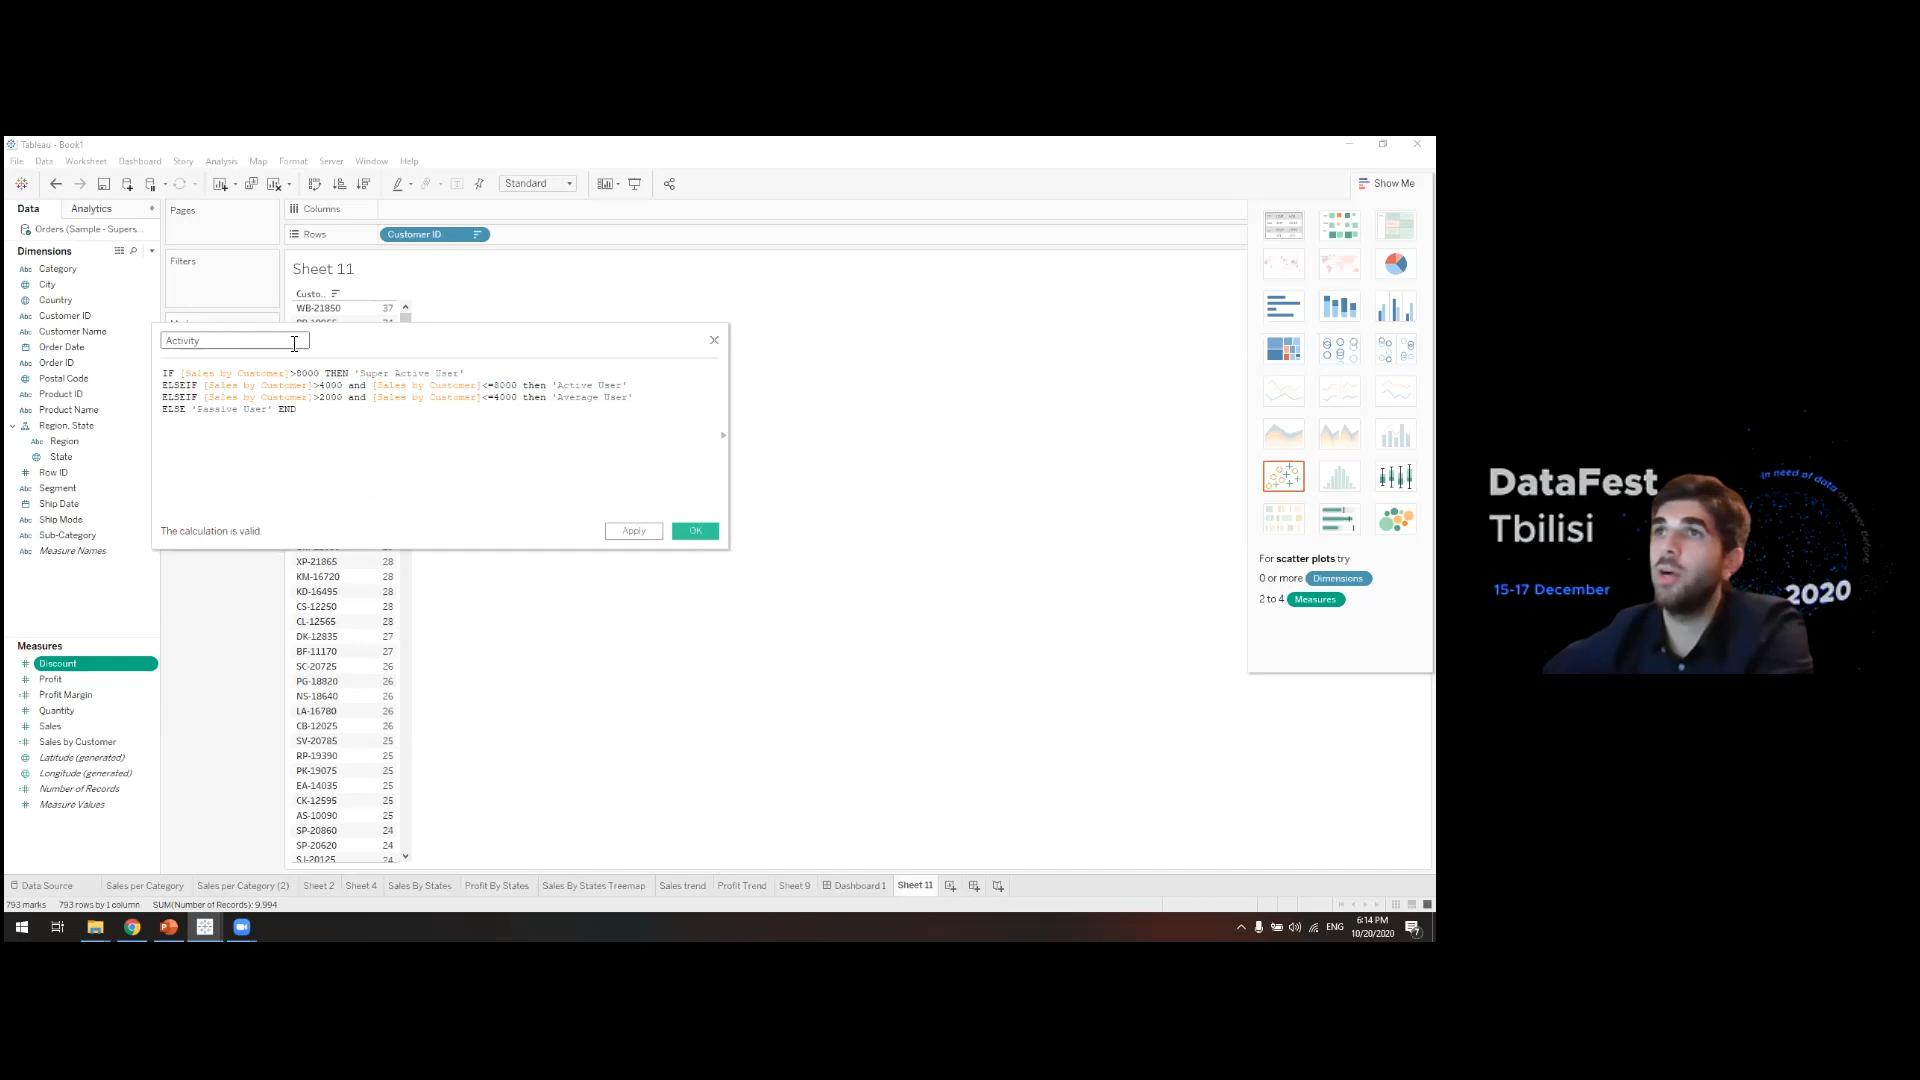 Tableau - Book1
File Data Worksheet Dashboard Story Analysis Map Format Server Window Help
Standard
Show Me
Data Analytics
Orders (Sample - Supers...
Dimensions
Category
City
Country
Customer ID
Customer Name
Order Date
Order ID
Postal Code
Product ID
Product Name
Region, State
Region
State
Row ID
Segment
Ship Date
Ship Mode
Sub-Category
Measure Names
Measures
Discount
Profit
Profit Margin
Quantity
Sales
Sales by Customer
Latitude (generated)
Longitude (generated)
Number of Records
Measure Values
Pages
Filters
Columns
Rows
Customer ID
Sheet 11
Custo..
WB-21850 37
Activity
IF [Sales by Customer]>8000 THEN 'Super Active User'
ELSEIF [Sales by Customer]>4000 and [Sales by Customer]<=8000 then 'Active User'
ELSEIF [Sales by Customer]>2000 and [Sales by Customer]<=4000 then 'Average User'
ELSE 'Passive User' END
The calculation is valid.
Apply
OK
XP-21865 28
KM-16720 28
KD-16495 28
CS-12250 28
CL-12565 28
DK-12835 27
BF-11170 27
SC-20725 26
PG-18820 26
NS-18640 26
LA-16780 26
CB-12025 26
SV-20785 25
RP-19390 25
PK-19075 25
EA-14035 25
CK-12595 25
AS-10090 25
SP-20860 24
SP-20620 24
SJ-20125 24
For scatter plots try
0 or more Dimensions
2 to 4 Measures
Data Source Sales per Category Sales per Category (2) Sheet 2 Sheet 4 Sales By States Profit By States Sales By States Treemap Sales trend Profit Trend Sheet 9 Dashboard 1 Sheet 11
793 marks 793 rows by 1 column SUM(Number of Records): 9,994
ENG
6:14 PM
10/20/2020
DataFest
Tbilisi
15-17 December
2020
in need of data as never before